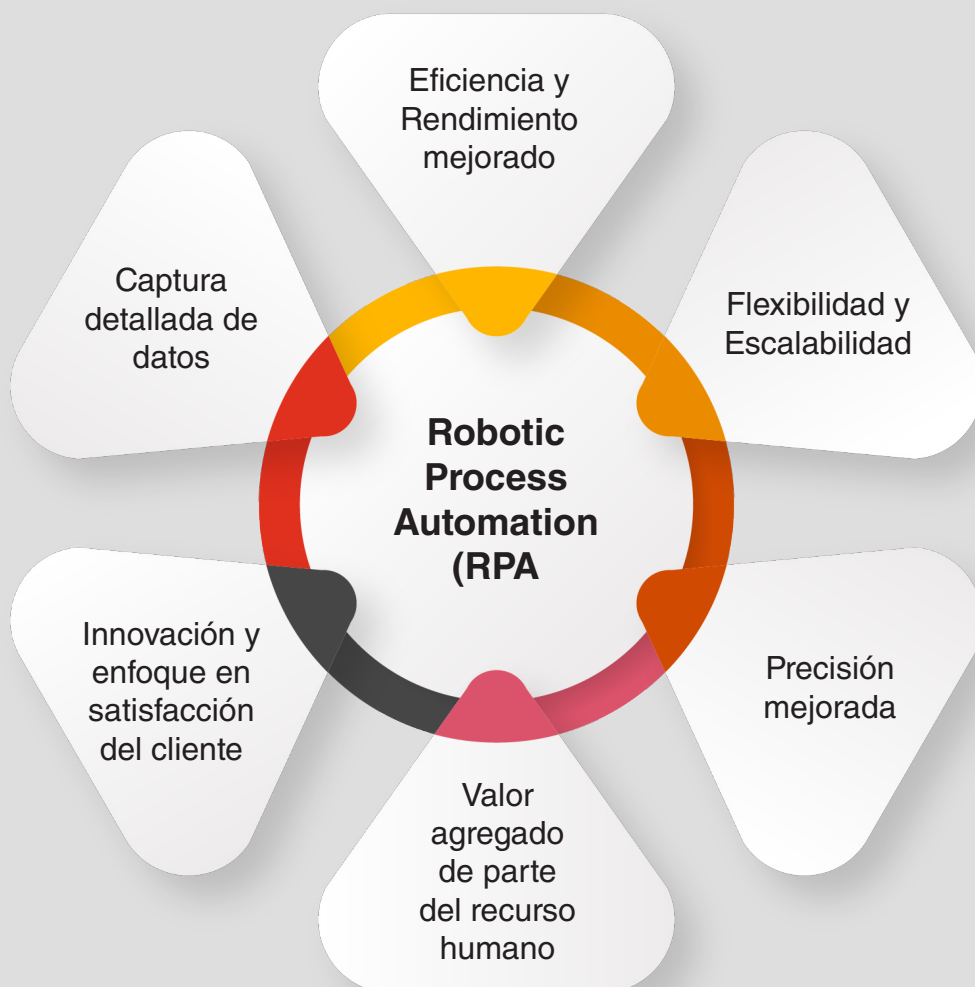 Eficiencia y
Rendimiento
mejorado
Flexibilidad y
Escalabilidad
Precisión
mejorada
Valor
agregado
de parte
del recurso
humano
Innovación y
enfoque en
satisfacción
del cliente
Captura
detallada de
datos
Robotic
Process
Automation
(RPA